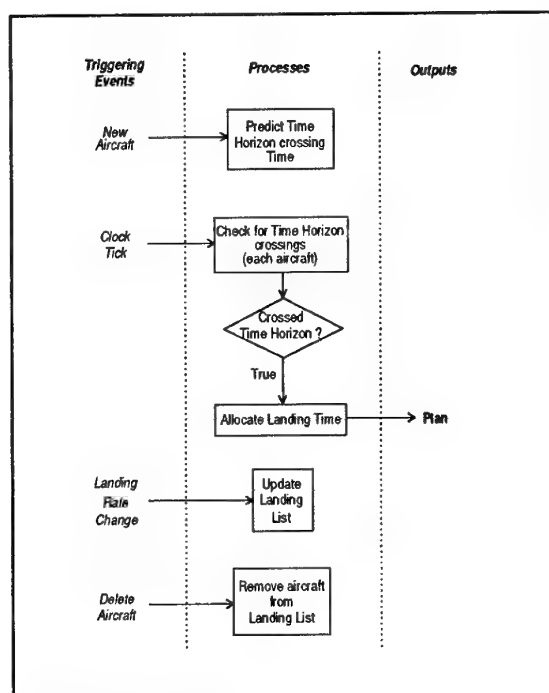 Triggering
Events
Processes
Outputs
New
Aircraft
Predict Time
Horizon crossing
Time
Clock
Tick
Check for Time Horizon
crossings
(each aircraft)
Crossed
Time Horizon ?
True
Allocate Landing Time
Plan
Landing
Rate
Change
Update
Landing
List
Delete
Aircraft
Remove aircraft
from
Landing List